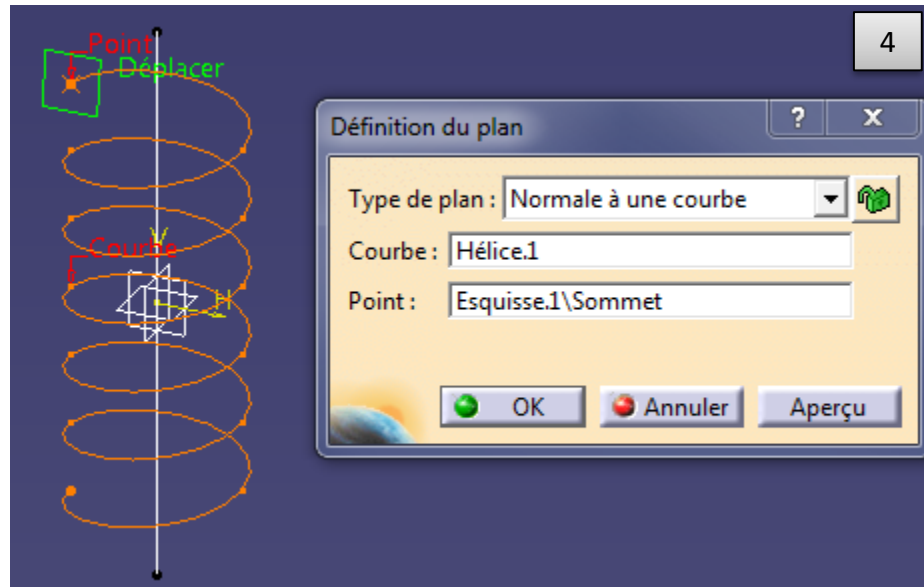 4
Point
Déplacer
Définition du plan
? X
Type de plan : Normale à une courbe
Courbe : Hélice.1
Point : Esquisse.1\Sommet
OK Annuler Aperçu
V
Courbe
H